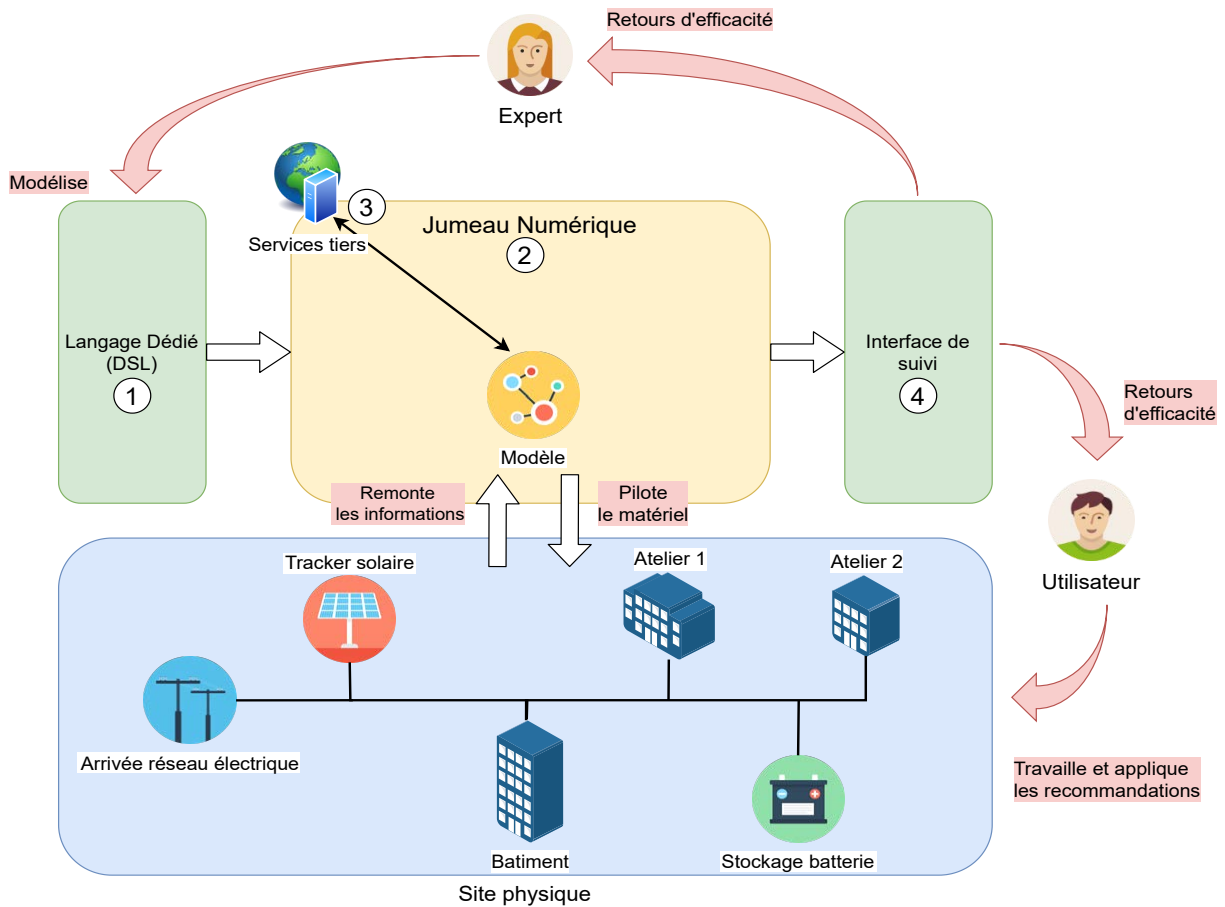 Retours d'efficacité
Expert
Modélise
3
Services tiers
Jumeau Numérique
2
Langage Dédié
(DSL)
1
Interface de
suivi
4
Retours
d'efficacité
Modèle
Remonte
les informations
Pilote
le matériel
Utilisateur
Tracker solaire
Atelier 1
Atelier 2
Arrivée réseau électrique
Batiment
Stockage batterie
Travaille et applique
les recommandations
Site physique